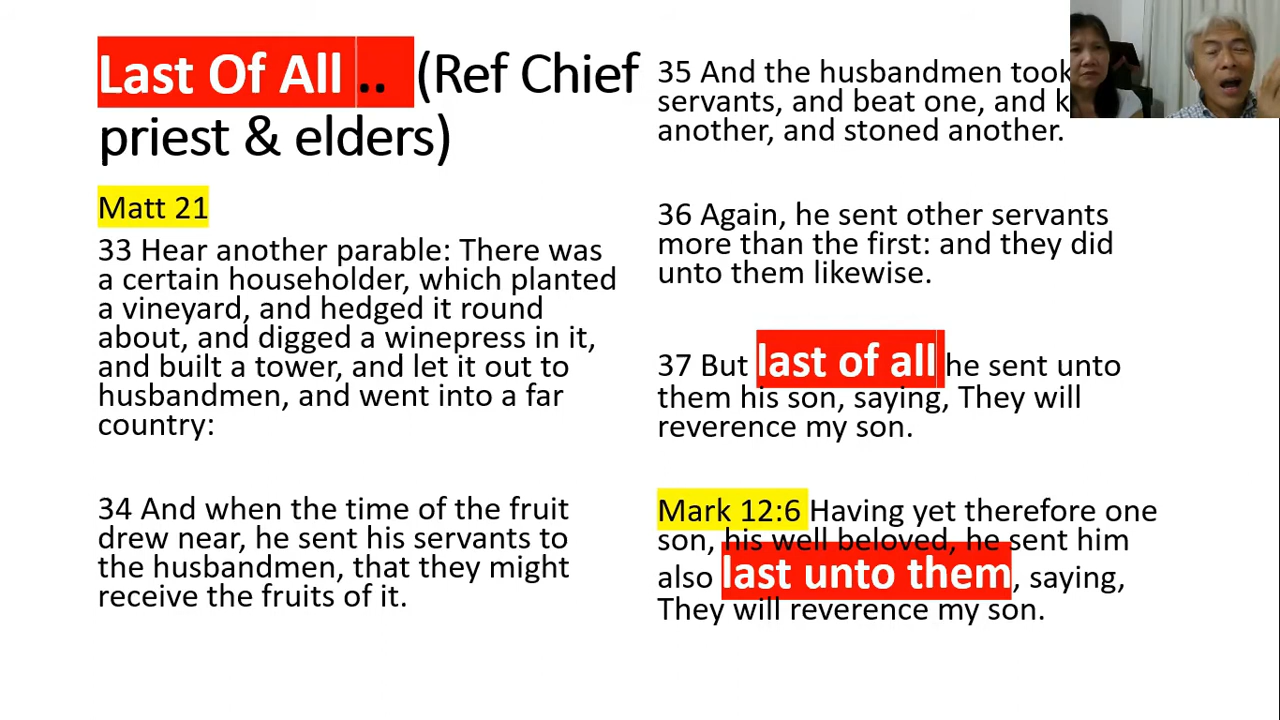 Last Of All .. (Ref Chief
priest & elders)
Matt 21
33 Hear another parable: There was
a certain householder, which planted
a vineyard, and hedged it round
about, and digged a winepress in it,
and built a tower, and let it out to
husbandmen, and went into a far
country:
34 And when the time of the fruit
drew near, he sent his servants to
the husbandmen, that they might
receive the fruits of it.
35 And the husbandmen took
servants, and beat one, and
another, and stoned another.
36 Again, he sent other servants
more than the first: and they did
unto them likewise.
37 But last of all he sent unto
them his son, saying, They will
reverence my son.
Mark 12:6 Having yet therefore one
son, his well beloved, he sent him
also last unto them, saying,
They will reverence my son.